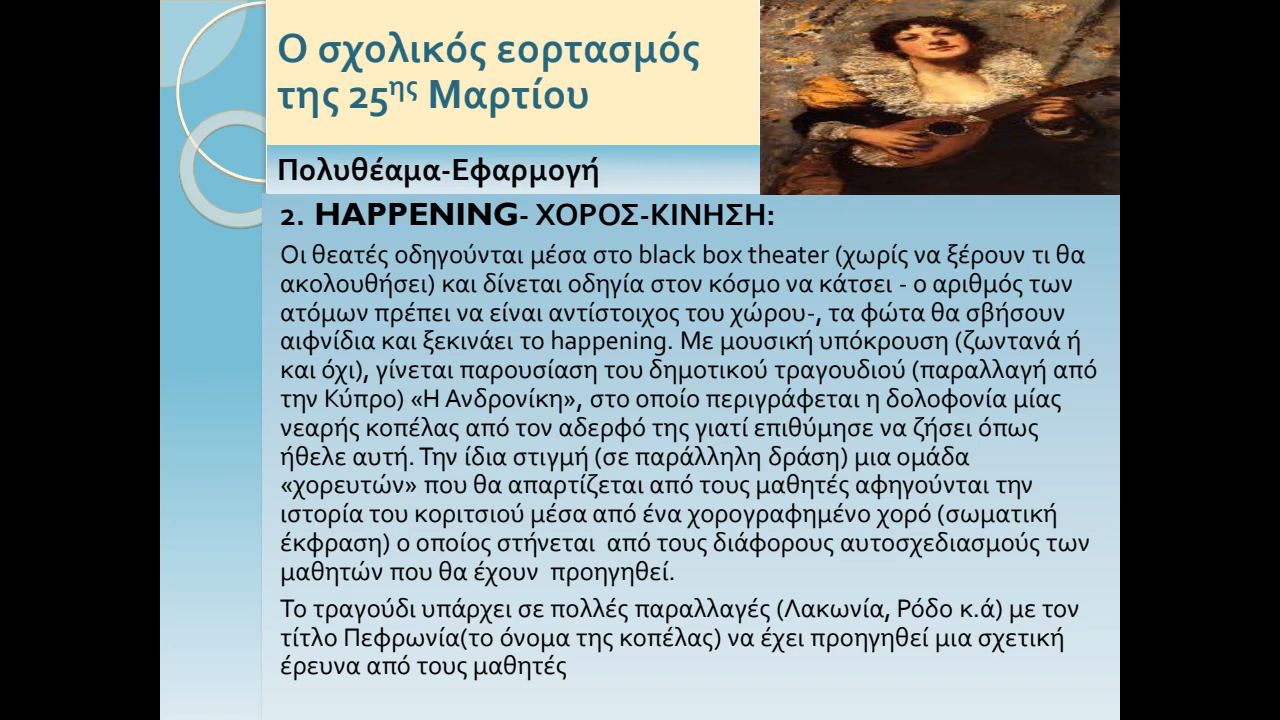 Ο σχολικός εορτασμός
της 25ης Μαρτίου
Πολυθέαμα-Εφαρμογή
2. HAPPENING- ΧΟΡΟΣ-ΚΙΝΗΣΗ:
Οι θεατές οδηγούνται μέσα στο black box theater (χωρίς να ξέρουν τι θα
ακολουθήσει) και δίνεται οδηγία στον κόσμο να κάτσει - ο αριθμός των
ατόμων πρέπει να είναι αντίστοιχος του χώρου-, τα φώτα θα σβήσουν
αιφνίδια και ξεκινάει το happening. Με μουσική υπόκρουση (ζωντανά ή
και όχι), γίνεται παρουσίαση του δημοτικού τραγουδιού (παραλλαγή από
την Κύπρο) «Η Ανδρονίκη», στο οποίο περιγράφεται η δολοφονία μίας
νεαρής κοπέλας από τον αδερφό της γιατί επιθύμησε να ζήσει όπως
ήθελε αυτή. Την ίδια στιγμή (σε παράλληλη δράση) μια ομάδα
«χορευτών» που θα απαρτίζεται από τους μαθητές αφηγούνται την
ιστορία του κοριτσιού μέσα από ένα χορογραφημένο χορό (σωματική
έκφραση) ο οποίος στήνεται από τους διάφορους αυτοσχεδιασμούς των
μαθητών που θα έχουν προηγηθεί.
Το τραγούδι υπάρχει σε πολλές παραλλαγές (Λακωνία, Ρόδο κ.ά) με τον
τίτλο Πεφρωνία(το όνομα της κοπέλας) να έχει προηγηθεί μια σχετική
έρευνα από τους μαθητές